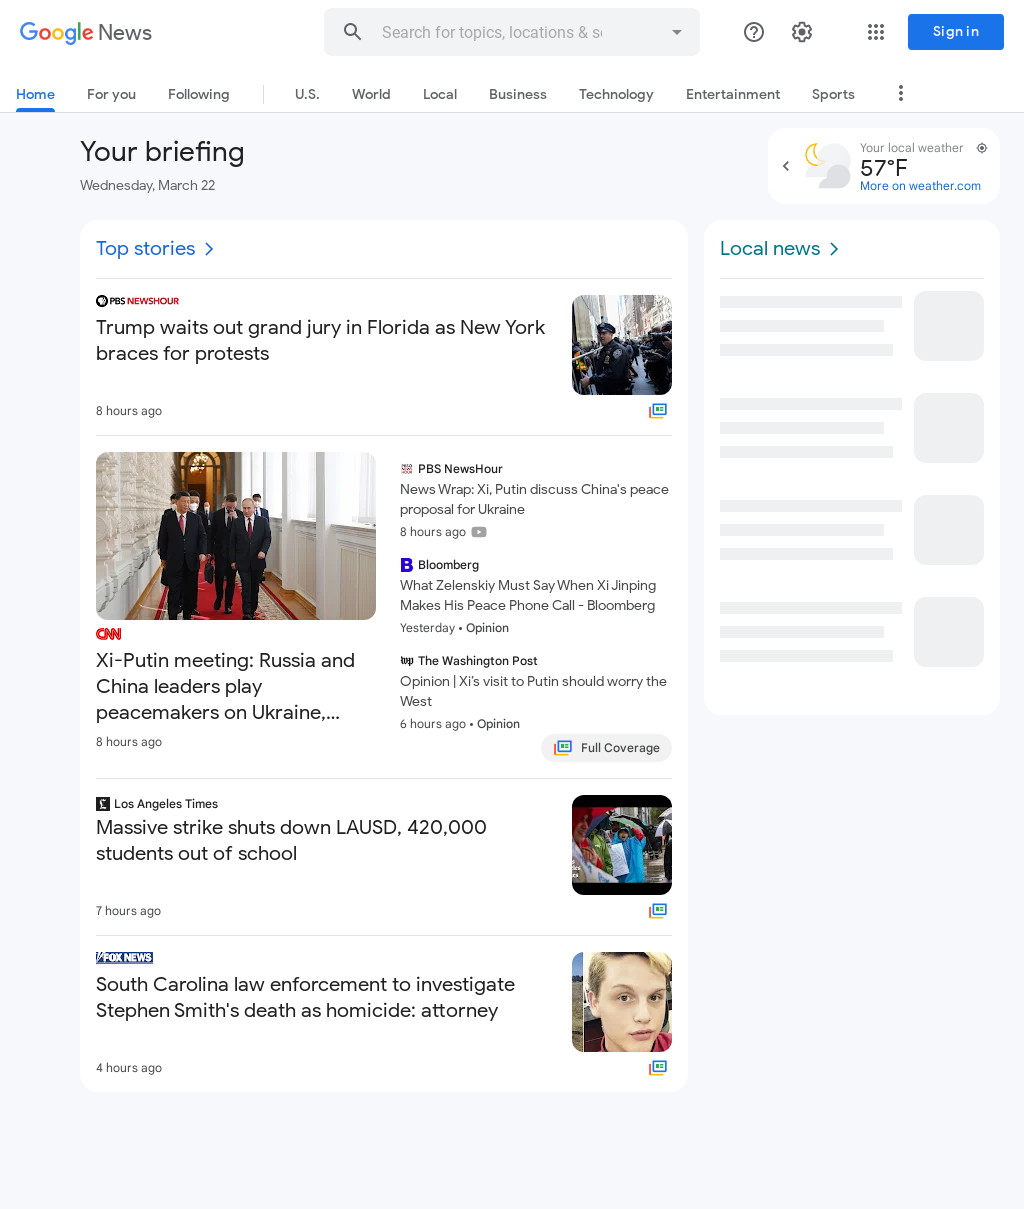 Google News
Search for topics, locations & so
Sign in
Home
For you
Following
U.S.
World
Local
Business
Technology
Entertainment
Sports
Your briefing
Wednesday, March 22
Your local weather
57°F
More on weather.com
Top stories
PBS NEWSHOUR
Trump waits out grand jury in Florida as New York
braces for protests
8 hours ago
CNN
Xi-Putin meeting: Russia and
China leaders play
peacemakers on Ukraine,...
8 hours ago
PBS NewsHour
News Wrap: Xi, Putin discuss China's peace
proposal for Ukraine
8 hours ago
Bloomberg
What Zelenskiy Must Say When Xi Jinping
Makes His Peace Phone Call - Bloomberg
Yesterday • Opinion
The Washington Post
Opinion | Xi’s visit to Putin should worry the
West
6 hours ago • Opinion
Full Coverage
Los Angeles Times
Massive strike shuts down LAUSD, 420,000
students out of school
7 hours ago
FOX NEWS
South Carolina law enforcement to investigate
Stephen Smith's death as homicide: attorney
4 hours ago
Local news